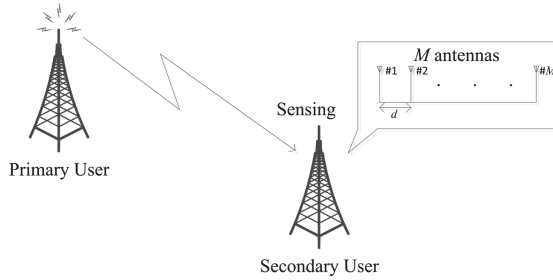 M antennas
#1 #2 #M
d
Sensing
Primary User
Secondary User